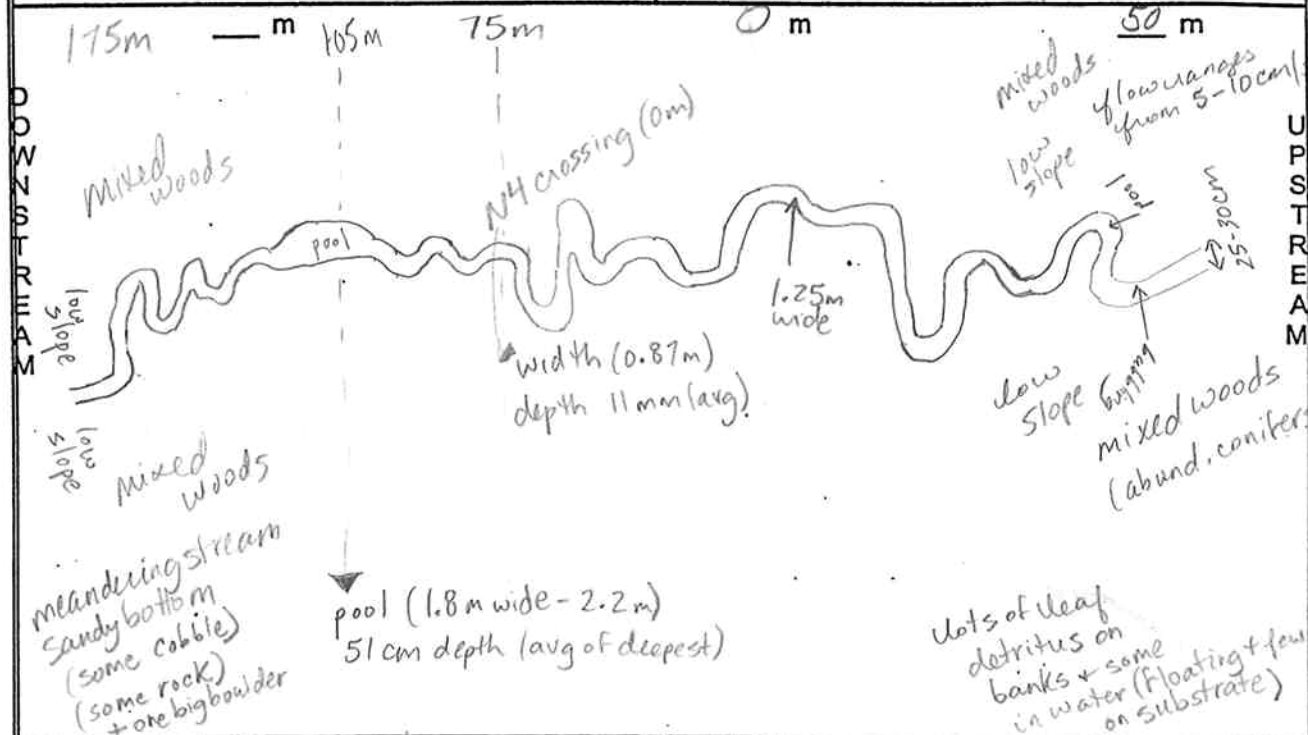 175m
m
105m
75m
0 m
50 m
DOWNSTREAM
UPSTREAM
mixed
woods
flow ranges
from 5-10cm/
low
slope
mixed
woods
N4 crossing (0m)
pool
pool
25-30cm
1.25m
wide
low
slope
width (0.87m)
depth 11mm (avg)
low
slope
mixed woods
(abund. conifers
low
slope
mixed
woods
meandering stream
sandy bottom
(some cobble)
(some rock)
+ one big bowlder
pool (1.8m wide - 2.2m)
51 cm depth (avg of deepest)
lots of leaf
detritus on
banks + some
in water (floating + few
on substrate)